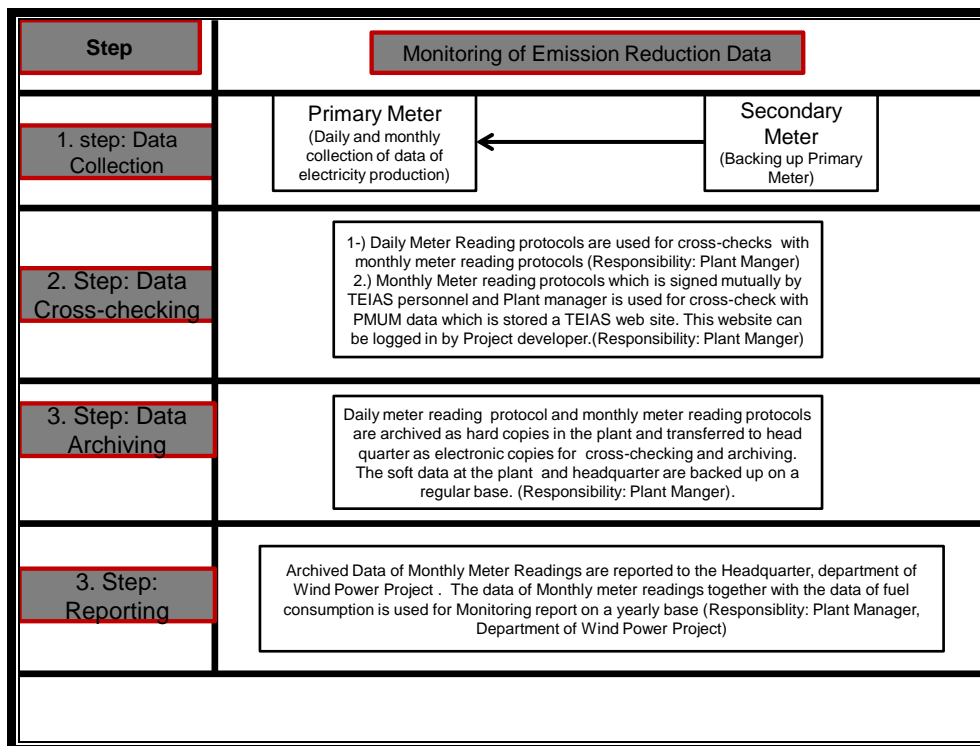 Step
Monitoring of Emission Reduction Data
1. step: Data
Collection
Primary Meter
(Daily and monthly
collection of data of
electricity production)
Secondary
Meter
(Backing up Primary
Meter)
2. Step: Data
Cross-checking
1-) Daily Meter Reading protocols are used for cross-checks with
monthly meter reading protocols (Responsibility: Plant Manger)
2.) Monthly Meter reading protocols which is signed mutually by
TEIAS personnel and Plant manager is used for cross-check with
PMUM data which is stored a TEIAS web site. This website can
be logged in by Project developer.(Responsibility: Plant Manger)
3. Step: Data
Archiving
Daily meter reading protocol and monthly meter reading protocols
are archived as hard copies in the plant and transferred to head
quarter as electronic copies for cross-checking and archiving.
The soft data at the plant and headquarter are backed up on a
regular base. (Responsibility: Plant Manger).
3. Step:
Reporting
Archived Data of Monthly Meter Readings are reported to the Headquarter, department of
Wind Power Project . The data of Monthly meter readings together with the data of fuel
consumption is used for Monitoring report on a yearly base (Responsiblity: Plant Manager,
Department of Wind Power Project)